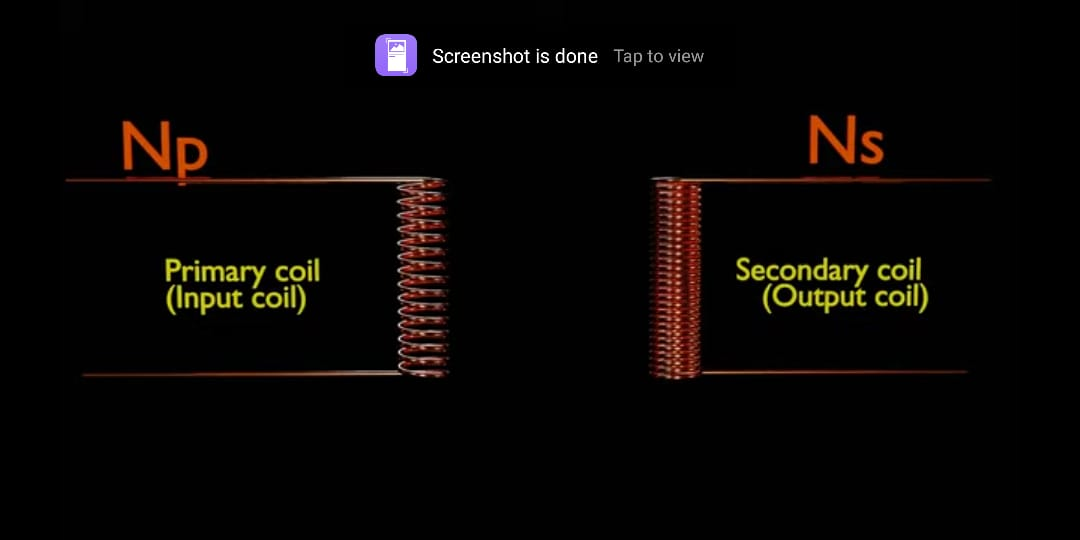 Screenshot is done Tap to view
Np
Ns
Primary coil
(Input coil)
Secondary coil
(Output coil)